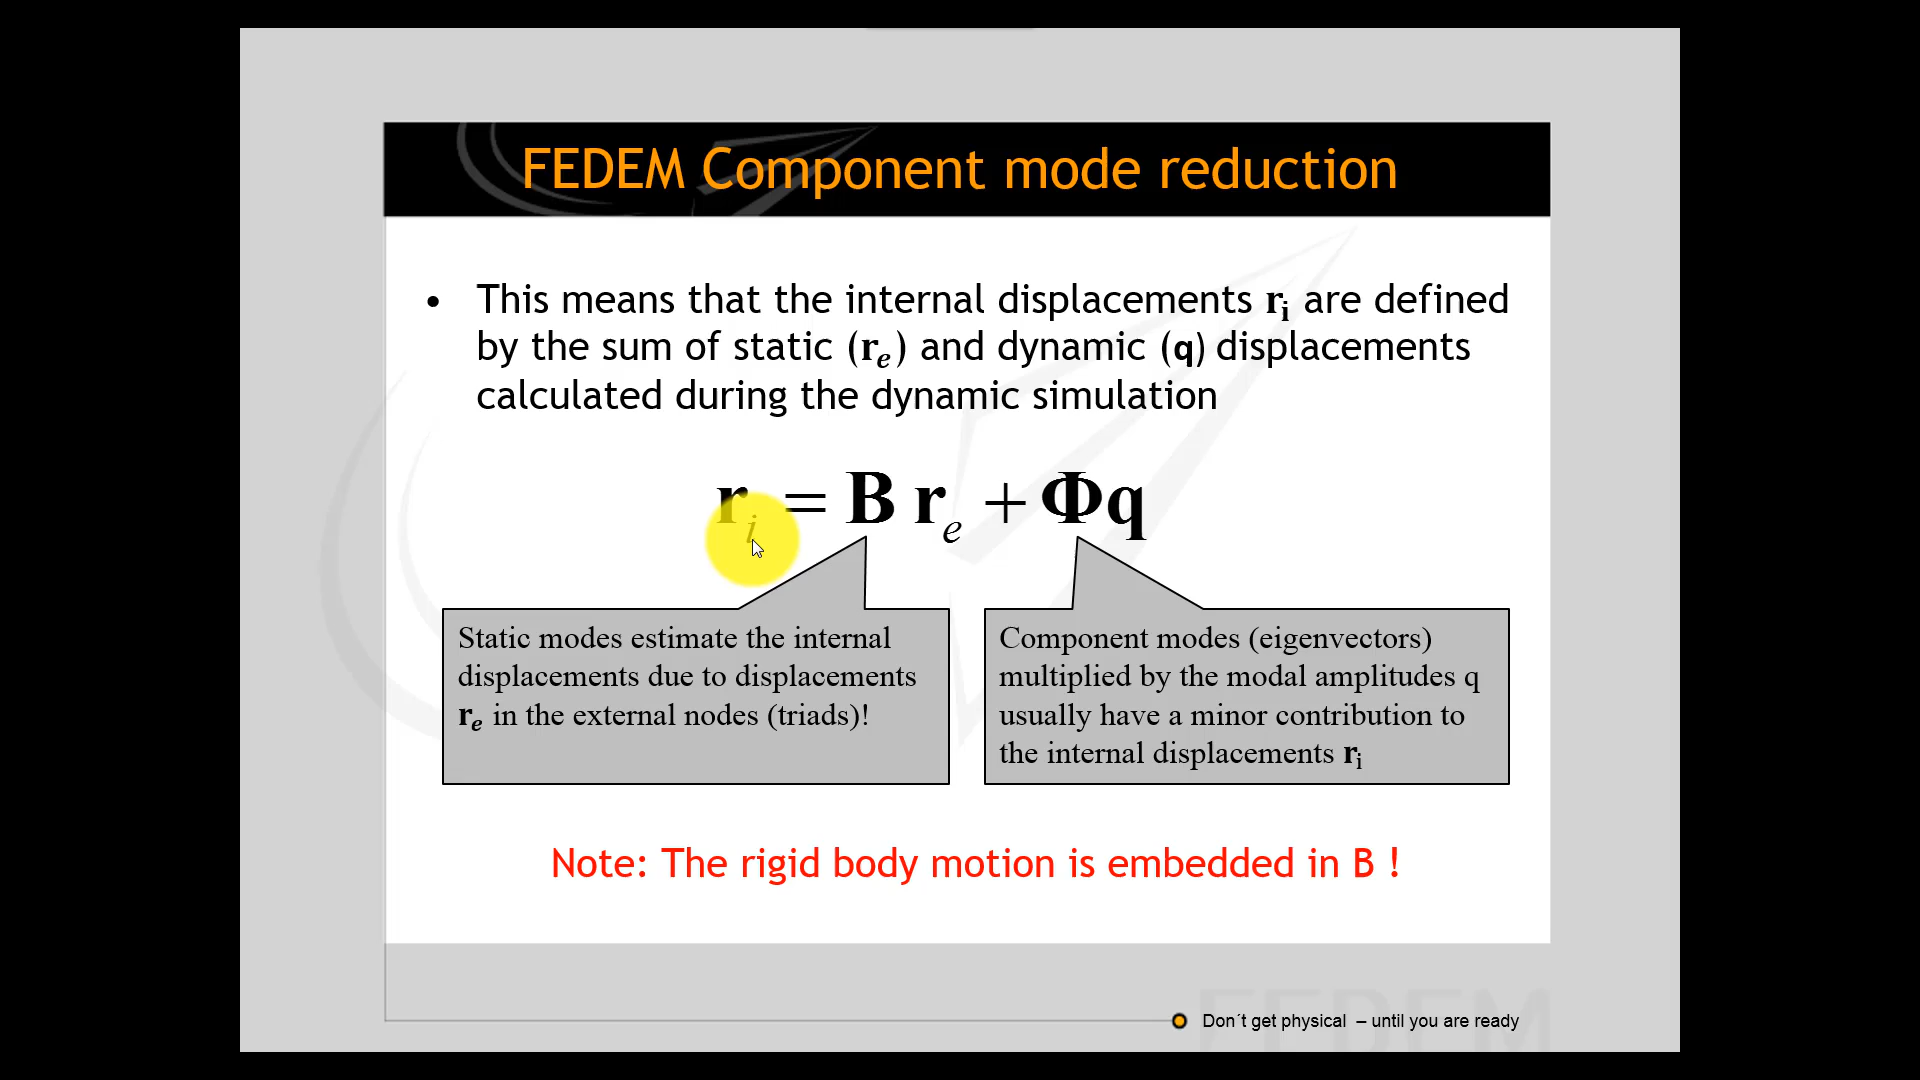 FEDEM Component mode reduction
• This means that the internal displacements rᵢ are defined
by the sum of static (rₑ) and dynamic (q) displacements
calculated during the dynamic simulation
rᵢ = B rₑ + Φq
Static modes estimate the internal
displacements due to displacements
rₑ in the external nodes (triads)!
Component modes (eigenvectors)
multiplied by the modal amplitudes q
usually have a minor contribution to
the internal displacements rᵢ
Note: The rigid body motion is embedded in B !
FEDEM
Don´t get physical – until you are ready